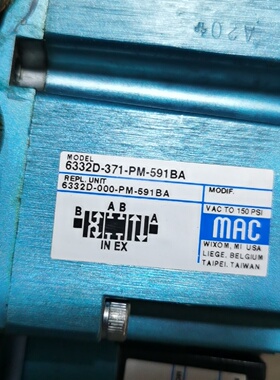 A204
MODEL
6332D-371-PM-591BA
REPL. UNIT
6332D-000-PM-591BA
MODIF.
VAC TO 150 PSI
A B
B A
IN EX
MAC
WIXOM, MI USA
LIEGE, BELGIUM
TAIPEI, TAIWAN